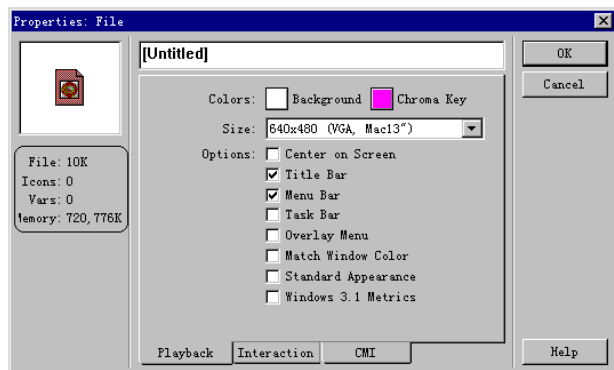 Properties: File
[Untitled]
OK
Cancel
Colors: Background Chroma Key
Size: 640x480 (VGA, Mac13")
Options: Center on Screen
Title Bar
Menu Bar
Task Bar
Overlay Menu
Match Window Color
Standard Appearance
Windows 3.1 Metrics
File: 10K
Icons: 0
Vars: 0
Memory: 720,776K
Playback Interaction CMI
Help